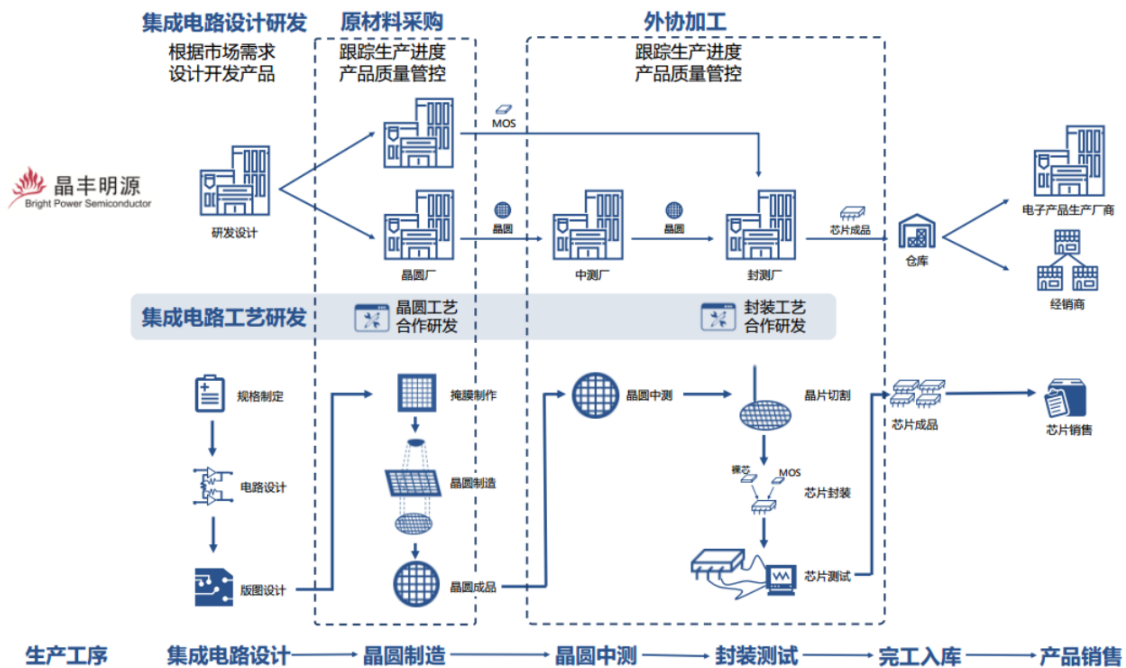 集成电路设计研发
根据市场需求
设计开发产品
原材料采购
跟踪生产进度
产品质量管控
外协加工
跟踪生产进度
产品质量管控
MOS
晶丰明源
Bright Power Semiconductor
研发设计
晶圆厂
晶圆
中测厂
晶圆
封测厂
芯片成品
仓库
电子产品生产厂商
经销商
集成电路工艺研发
晶圆工艺
合作研发
封装工艺
合作研发
规格制定
电路设计
版图设计
掩膜制作
晶圆制造
晶圆成品
晶圆中测
晶片切割
裸芯
MOS
芯片封装
芯片测试
芯片成品
芯片销售
生产工序
集成电路设计
晶圆制造
晶圆中测
封装测试
完工入库
产品销售